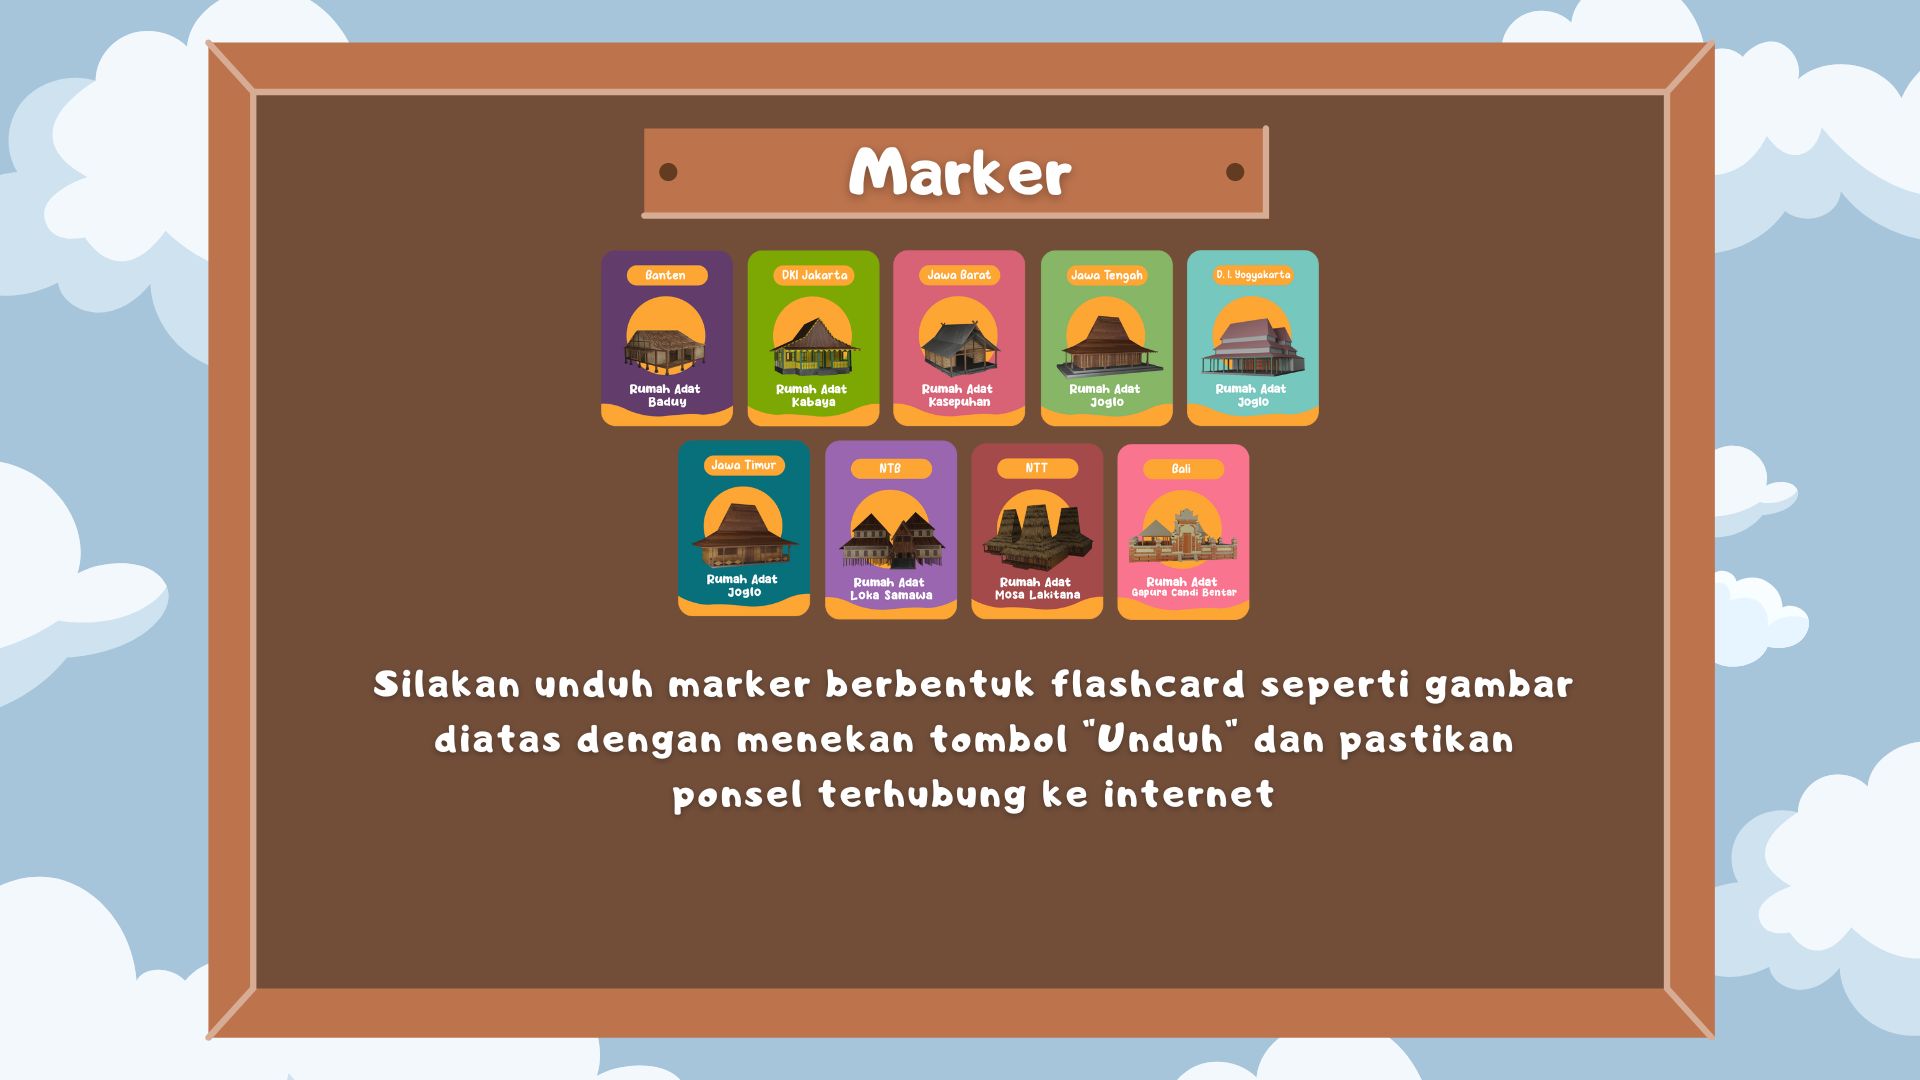 Marker
Banten
Rumah Adat
Baduy
DKI Jakarta
Rumah Adat
Kabaya
Jawa Barat
Rumah Adat
Kasepuhan
Jawa Tengah
Rumah Adat
Joglo
D. I. Yogyakarta
Rumah Adat
Joglo
Jawa Timur
Rumah Adat
Joglo
NTB
Rumah Adat
Loka Samawa
NTT
Rumah Adat
Mosa Lakitana
Bali
Rumah Adat
Gapura Candi Bentar
Silakan unduh marker berbentuk flashcard seperti gambar
diatas dengan menekan tombol "Unduh" dan pastikan
ponsel terhubung ke internet